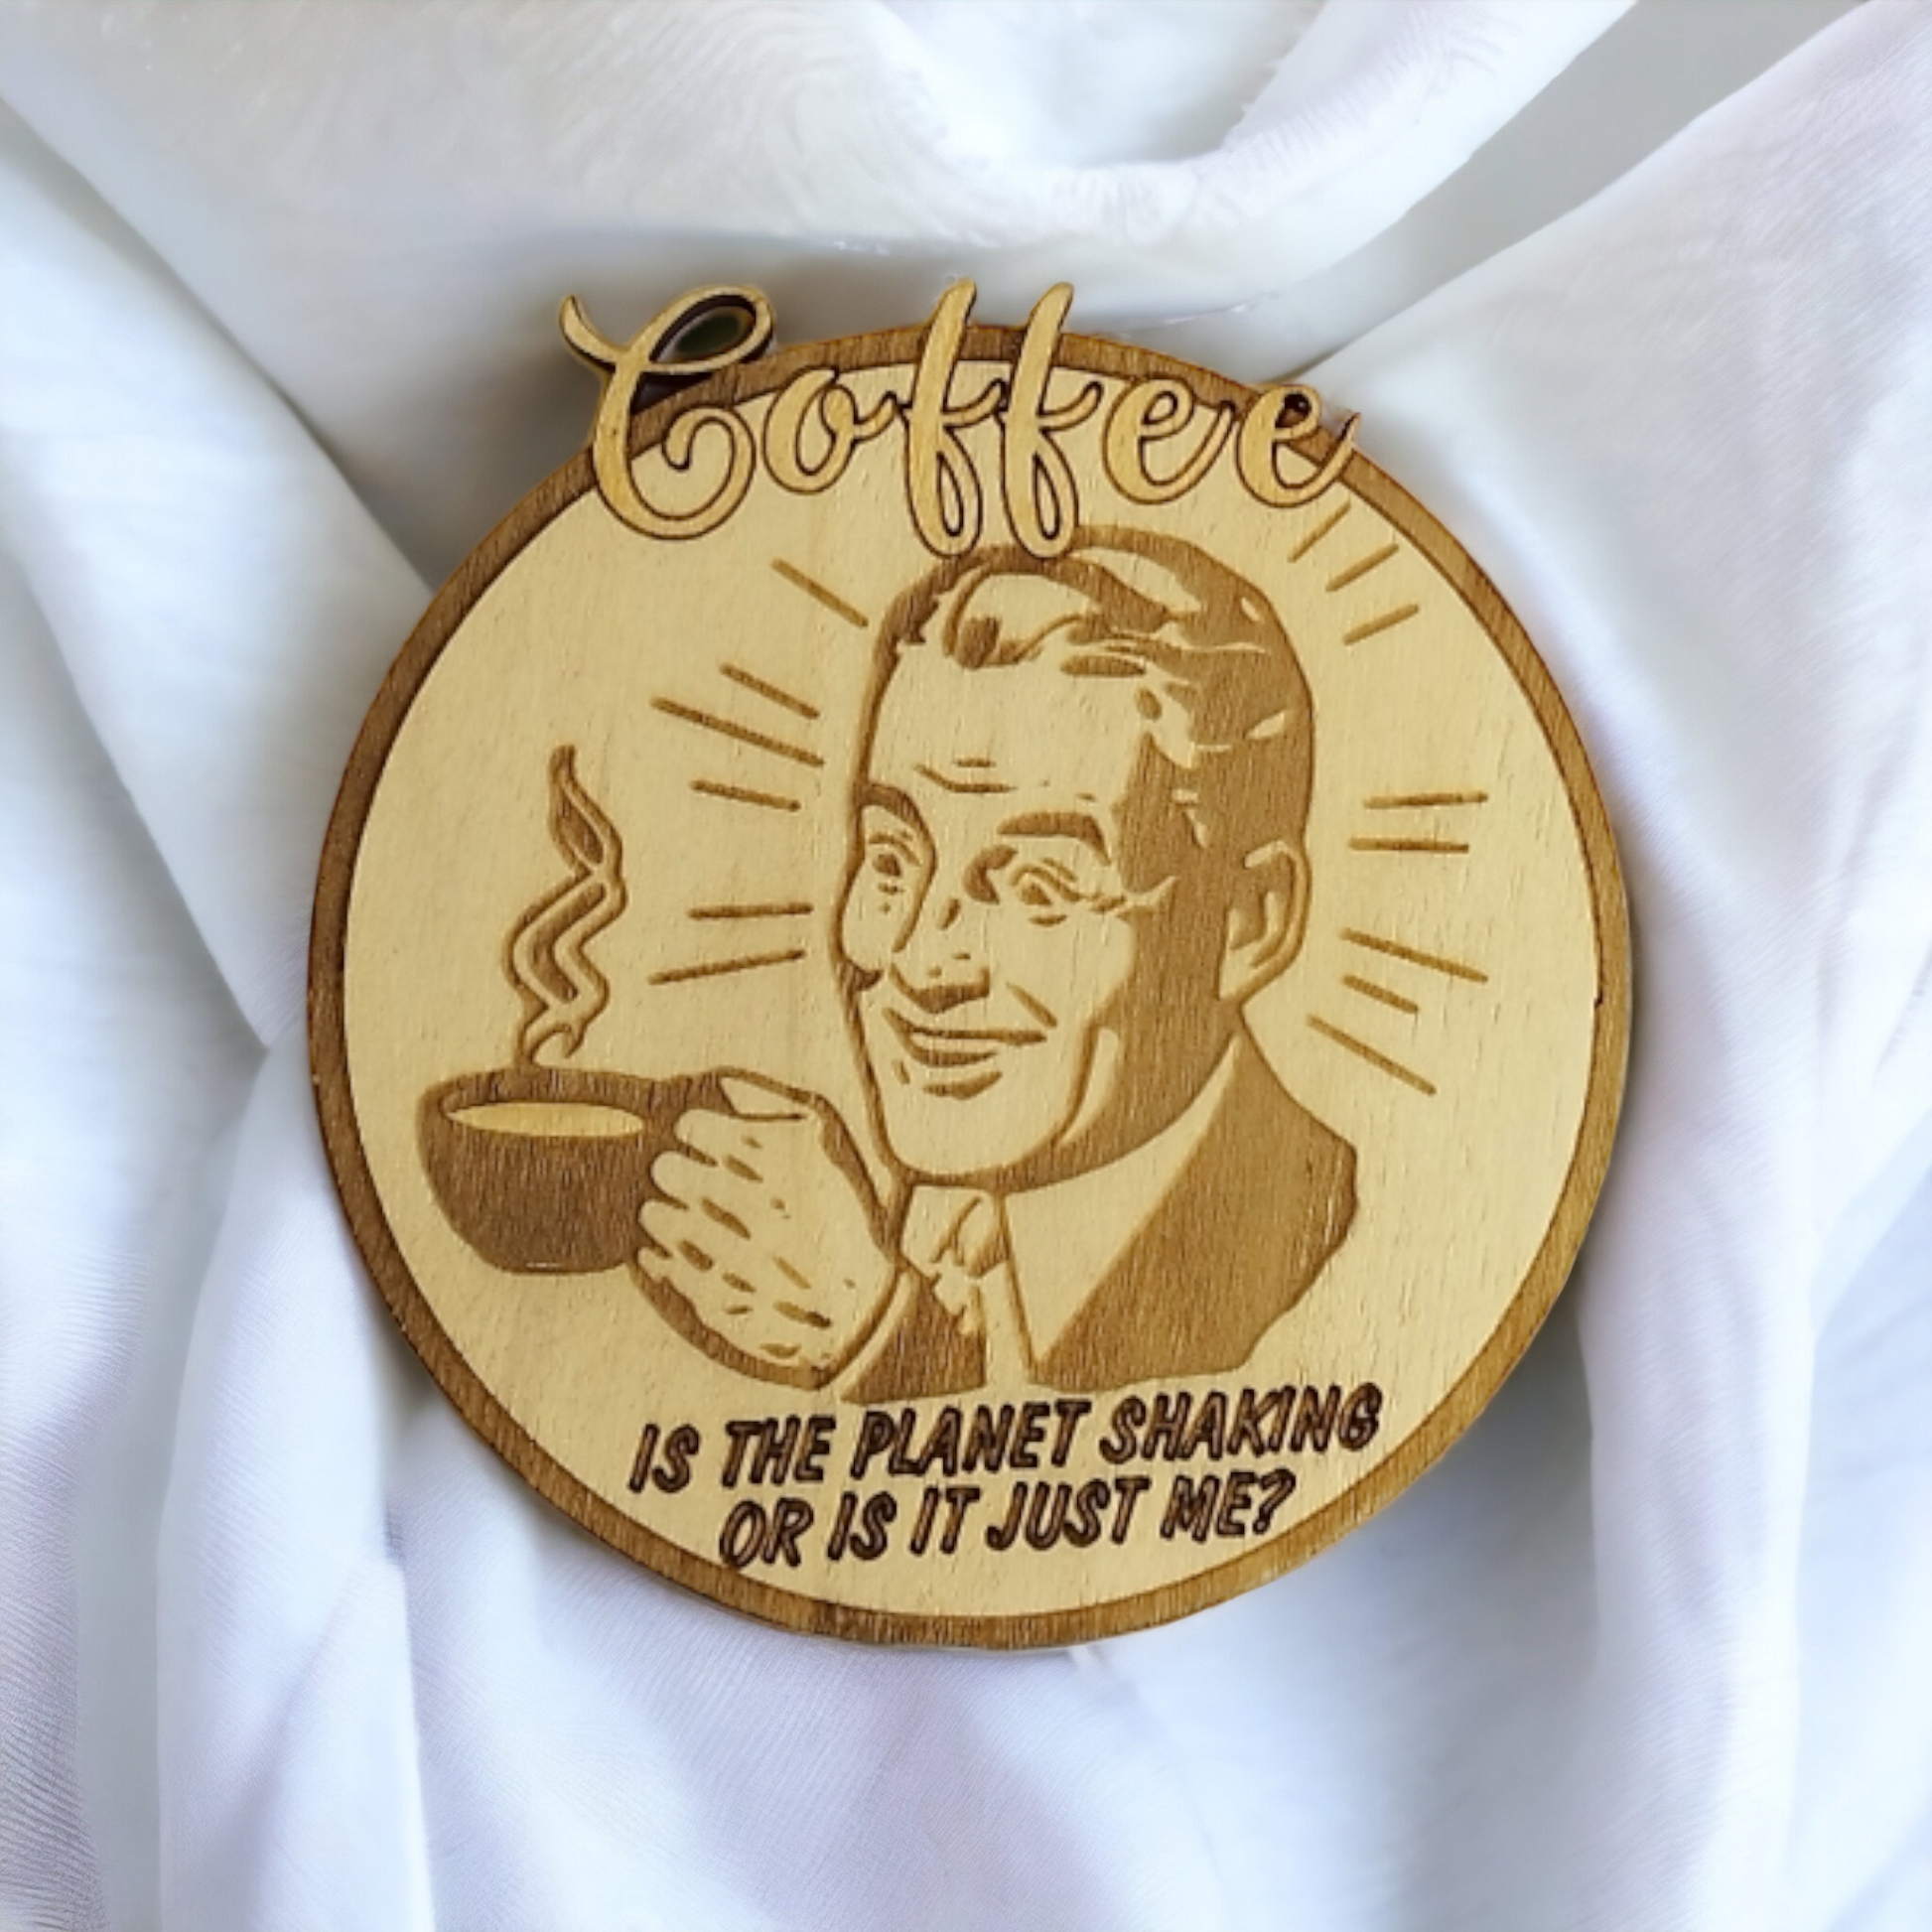 Coffee
IS THE PLANET SHAKING
OR IS IT JUST ME?